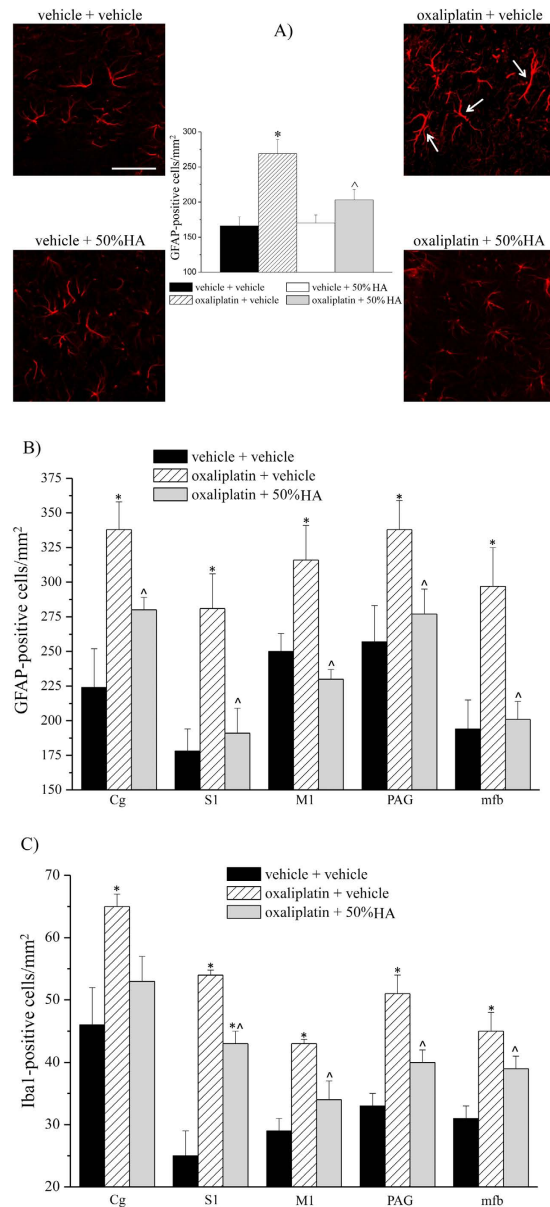 vehicle + vehicle
A)
oxaliplatin + vehicle
300
250
200
150
100
GFAP-positive cells/mm²
*
^
vehicle + vehicle
vehicle + 50%HA
oxaliplatin + vehicle
oxaliplatin + 50%HA
vehicle + 50%HA
oxaliplatin + 50%HA
B)
vehicle + vehicle
oxaliplatin + vehicle
oxaliplatin + 50%HA
375
350
325
300
275
250
225
200
175
150
GFAP-positive cells/mm²
* ^ * ^ * ^ * ^ * ^
Cg S1 M1 PAG mfb
C)
vehicle + vehicle
oxaliplatin + vehicle
oxaliplatin + 50%HA
70
60
50
40
30
20
Iba1-positive cells/mm²
* * *^ * ^ * ^ * ^
Cg S1 M1 PAG mfb